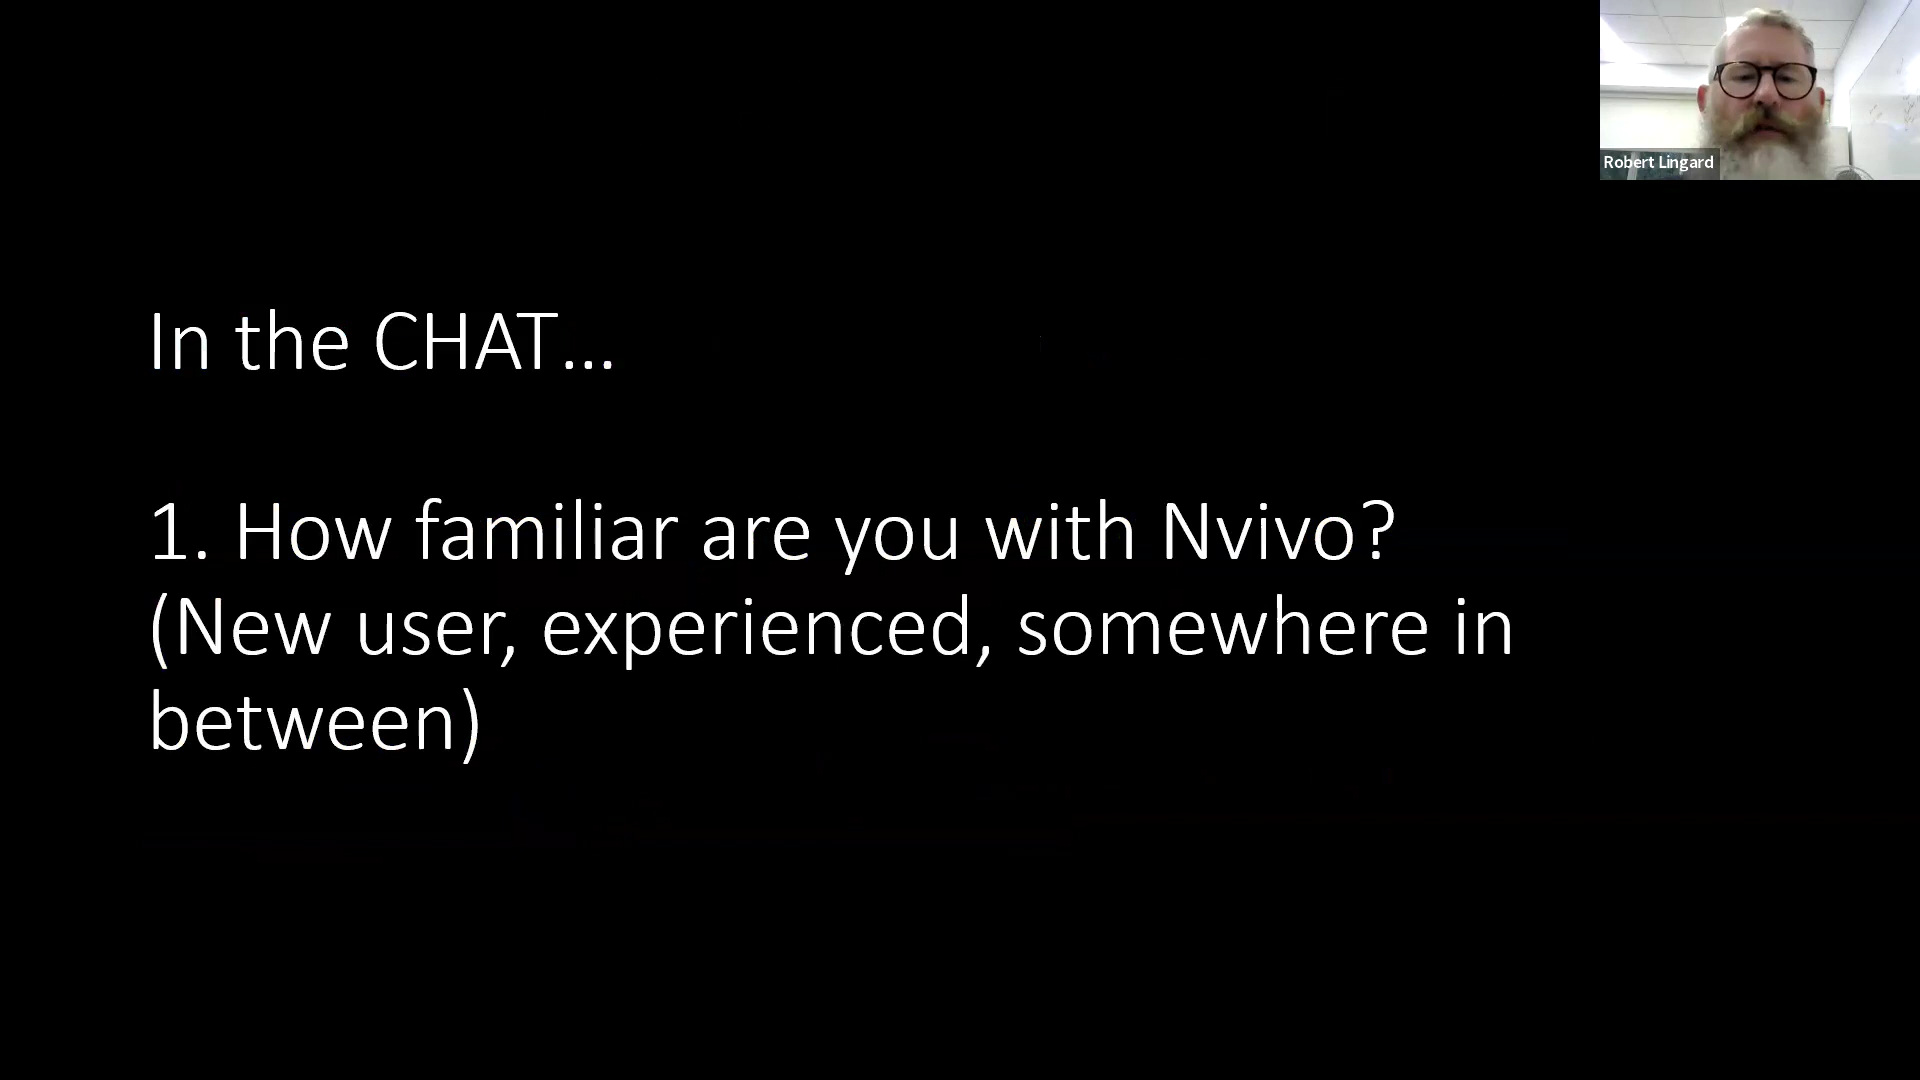 Robert Lingard
In the CHAT...
1. How familiar are you with Nvivo?
(New user, experienced, somewhere in
between)